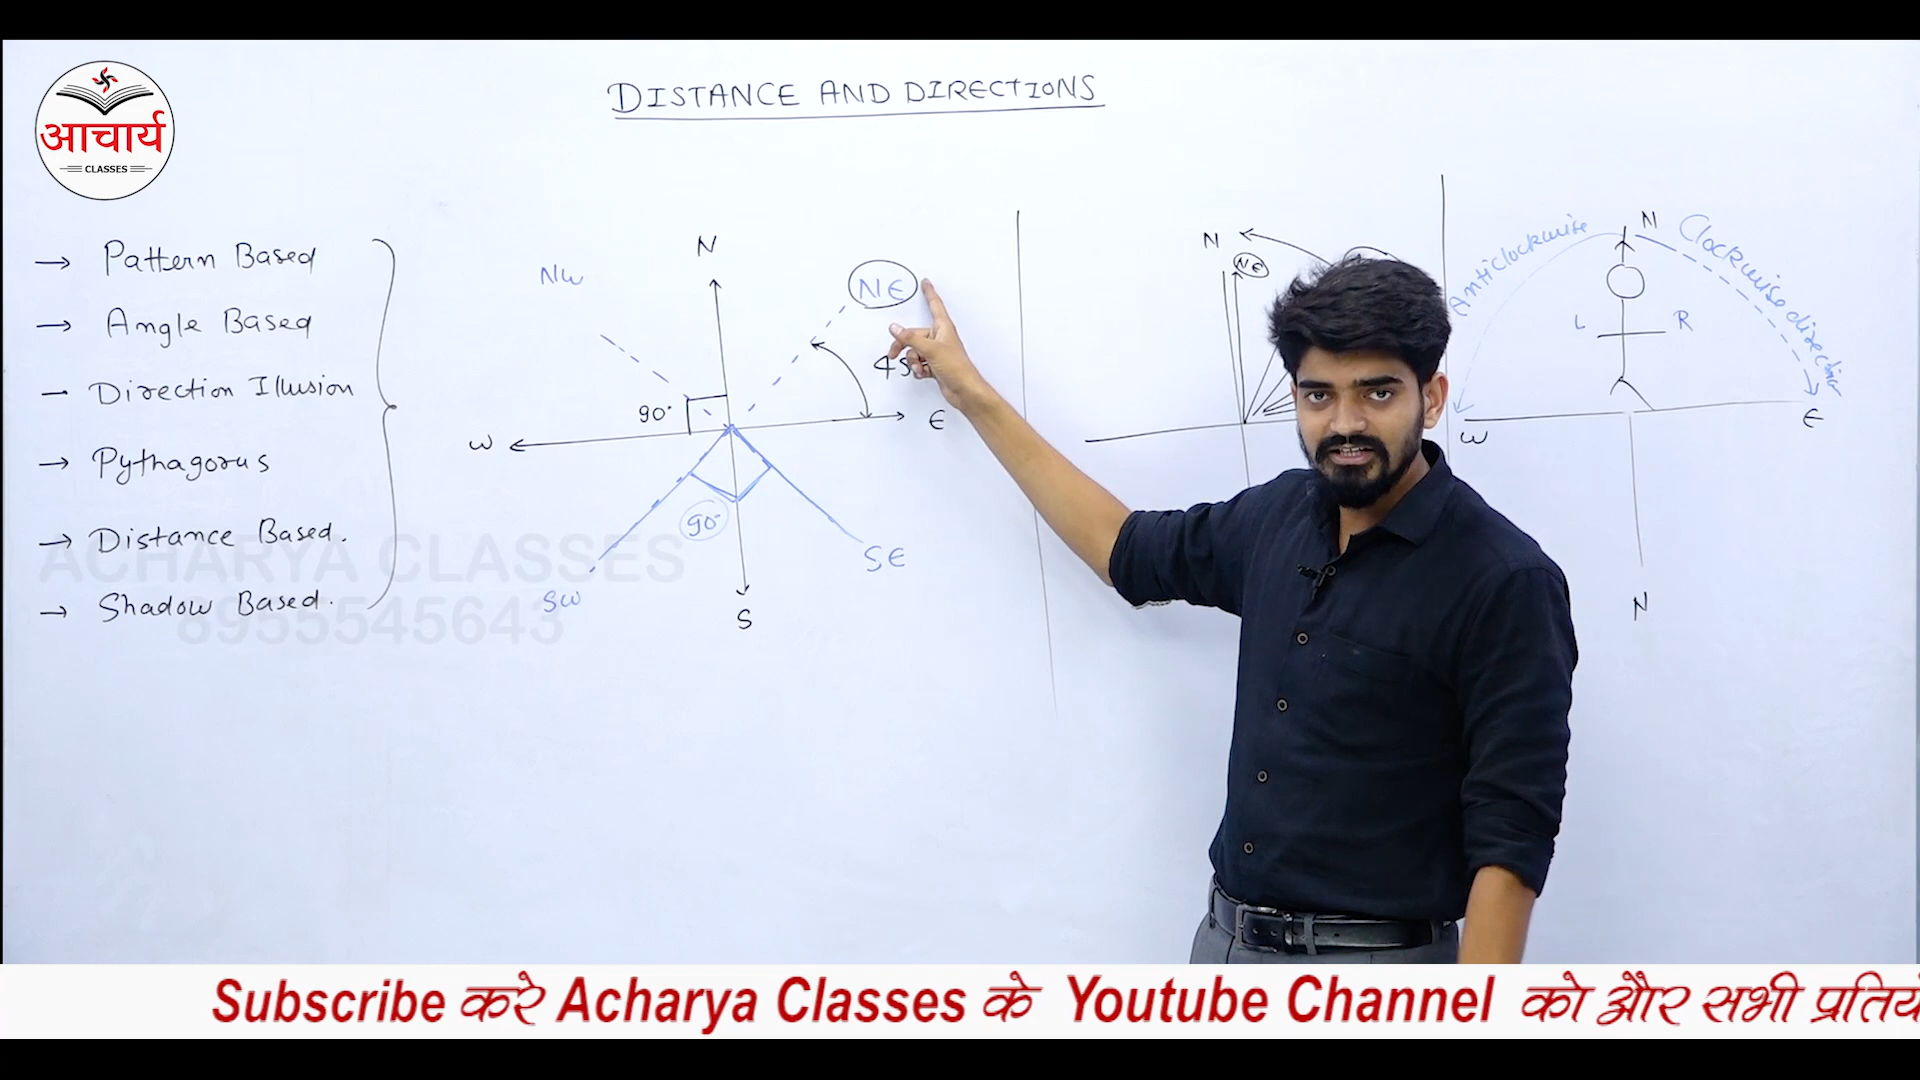 आचार्य
CLASSES
DISTANCE AND DIRECTIONS
→ Pattern Based
→ Angle Based
– Direction Illusion
→ Pythagorus
→ Distance Based.
→ Shadow Based.
ACHARYA CLASSES
8955545643
N
NW
NE
90°
45
W
E
90°
SE
SW
S
N
NE
N
Anticlockwise
Clockwise direction
L
R
W
E
N
Subscribe करे Acharya Classes के Youtube Channel को और सभी